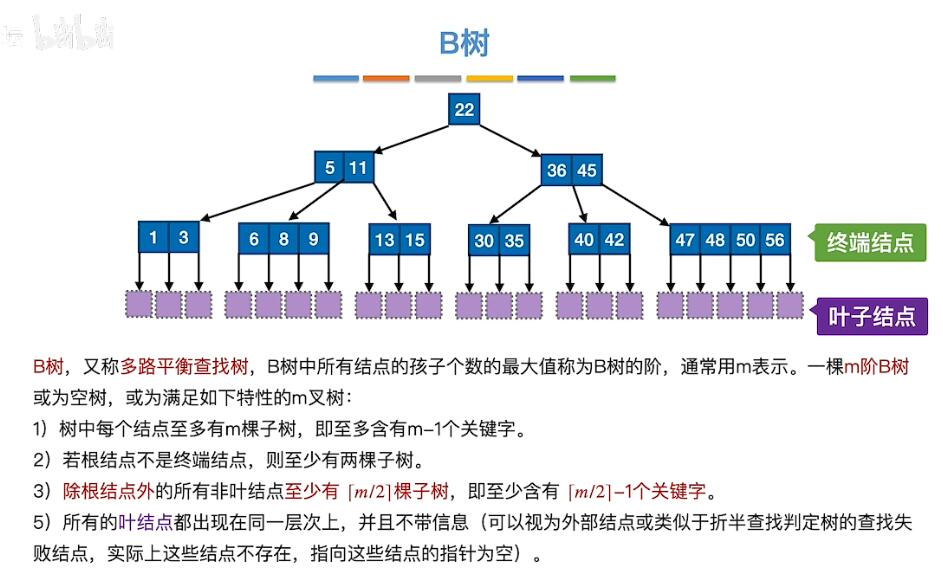 bilibili
B树
22
5 11
36 45
1 3
6 8 9
13 15
30 35
40 42
47 48 50 56
终端结点
叶子结点
B树，又称多路平衡查找树，B树中所有结点的孩子个数的最大值称为B树的阶，通常用m表示。一棵m阶B树
或为空树，或为满足如下特性的m叉树：
1）树中每个结点至多有m棵子树，即至多含有m-1个关键字。
2）若根结点不是终端结点，则至少有两棵子树。
3）除根结点外的所有非叶结点至少有 ⌈m/2⌉棵子树，即至少含有 ⌈m/2⌉-1个关键字。
5）所有的叶结点都出现在同一层次上，并且不带信息（可以视为外部结点或类似于折半查找判定树的查找失
败结点，实际上这些结点不存在，指向这些结点的指针为空）。